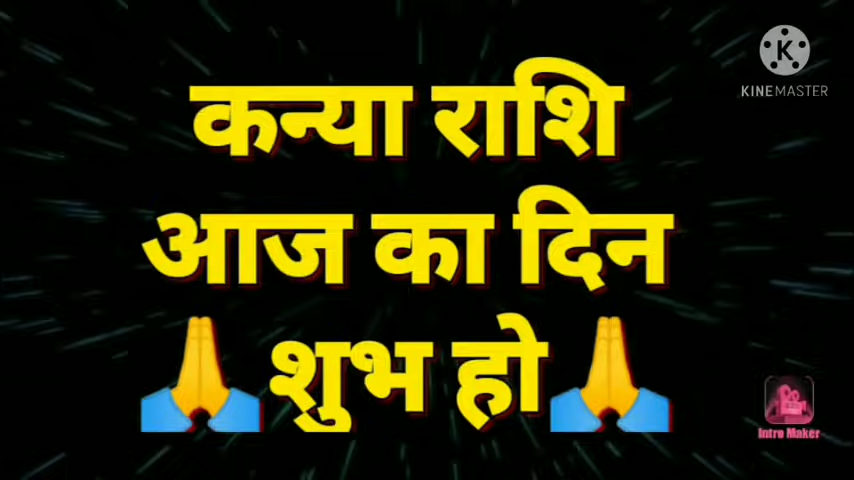 कन्या राशि
आज का दिन
🙏शुभ हो🙏
KINEMASTER
Intro Maker